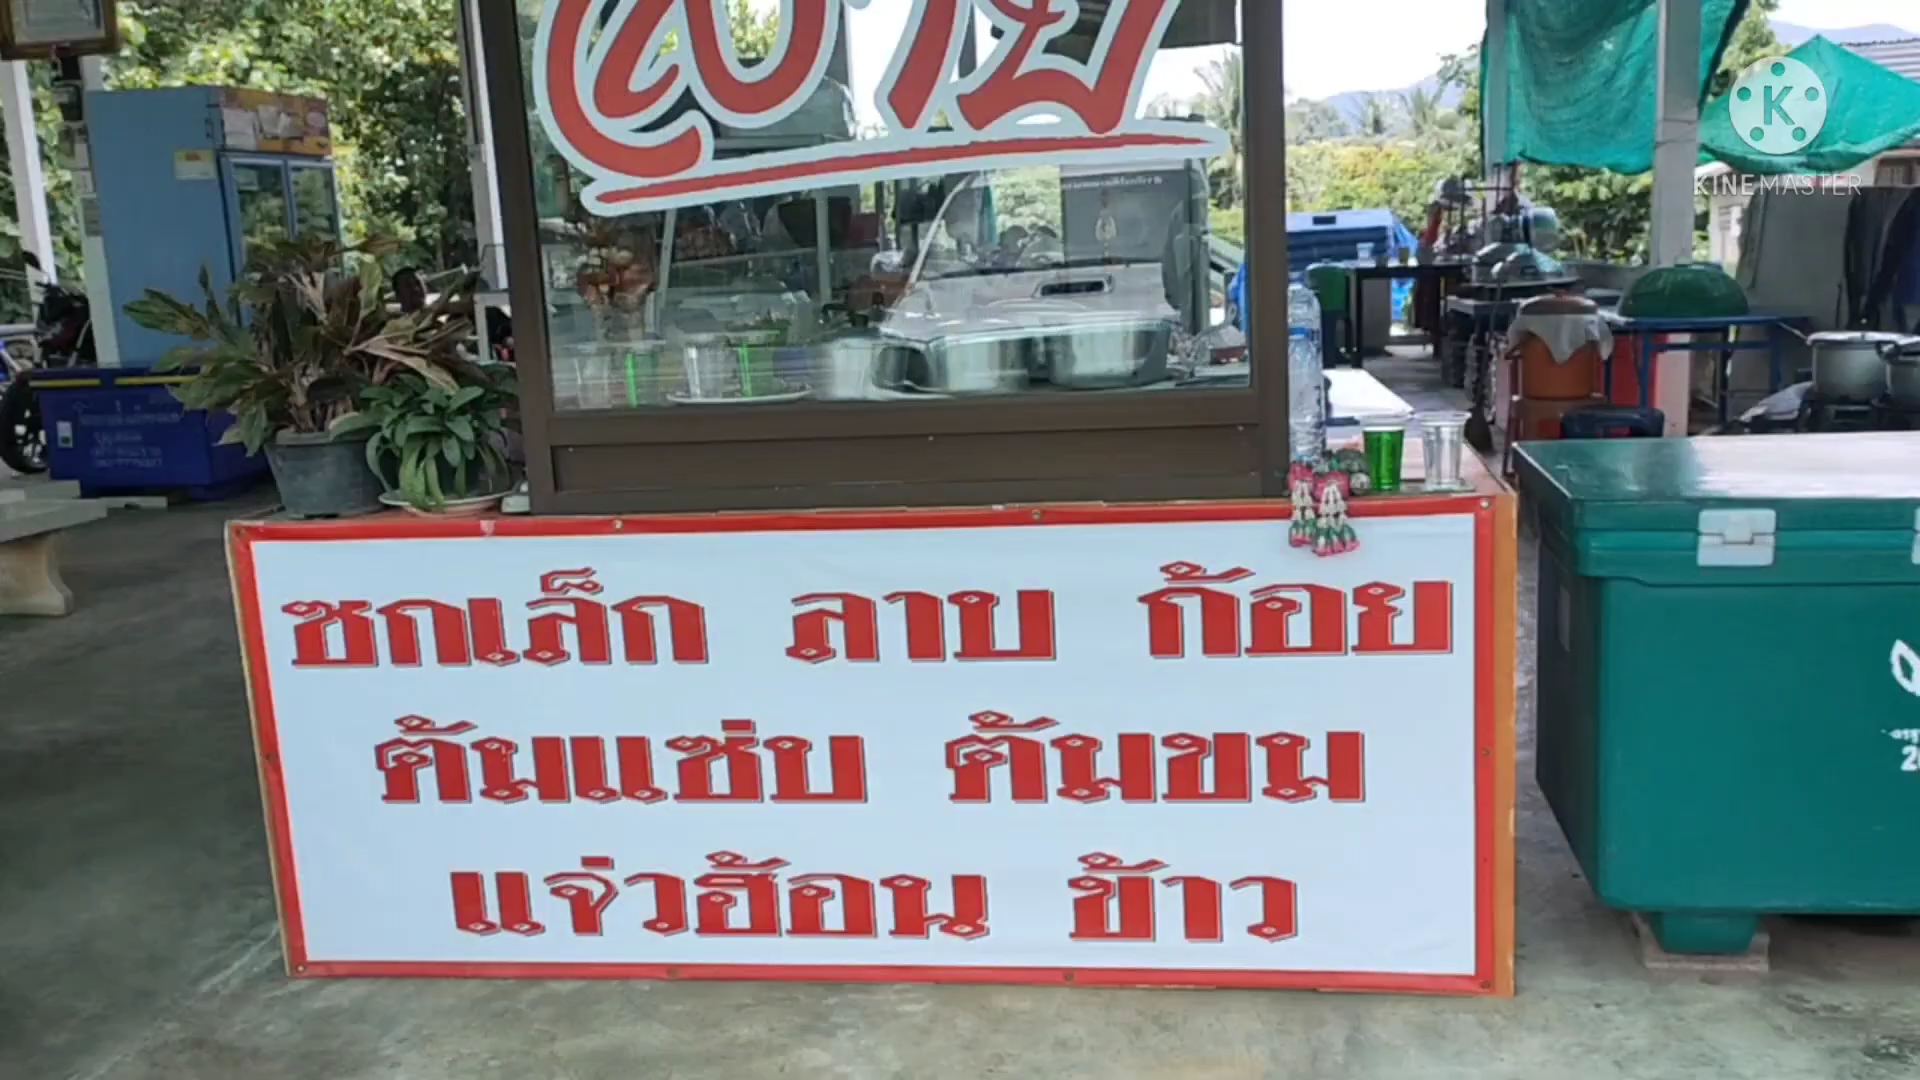 KINEMASTER
ซกเล็ก ลาบ ก้อย
ต้มแซ่บ ต้มขม
แจ่วฮ้อน ข้าว